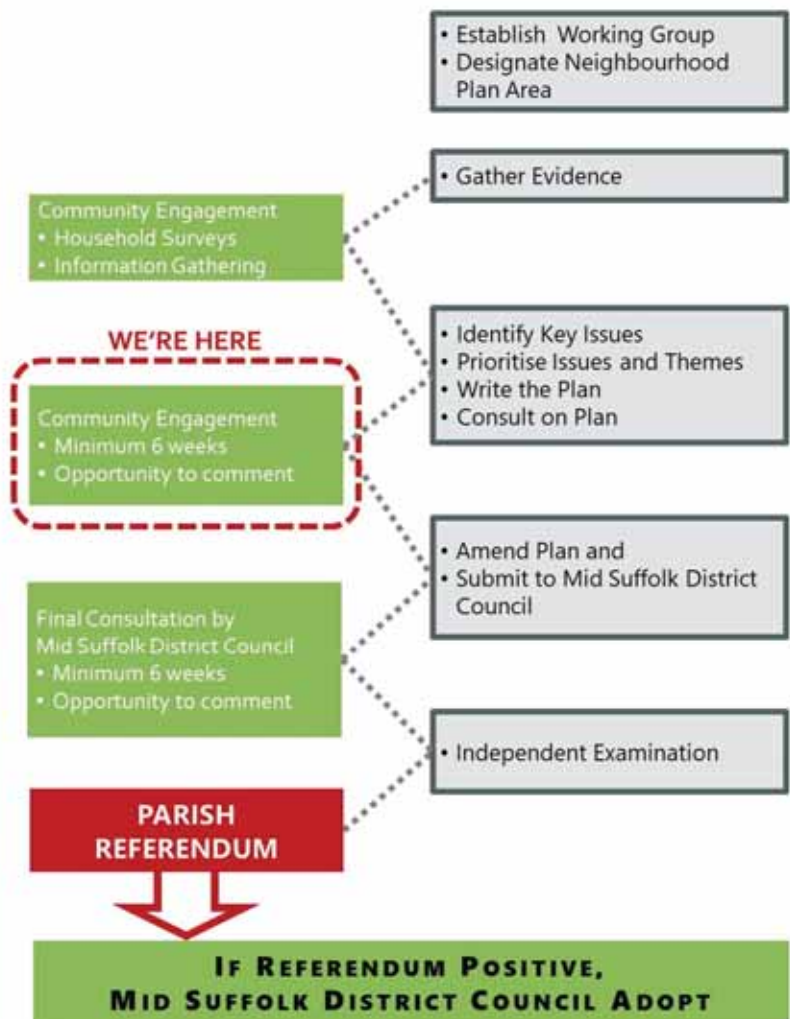 • Establish Working Group
• Designate Neighbourhood
Plan Area
• Gather Evidence
Community Engagement
• Household Surveys
• Information Gathering
• Identify Key Issues
• Prioritise Issues and Themes
• Write the Plan
• Consult on Plan
WE'RE HERE
Community Engagement
• Minimum 6 weeks
• Opportunity to comment
• Amend Plan and
• Submit to Mid Suffolk District
Council
Final Consultation by
Mid Suffolk District Council
• Minimum 6 weeks
• Opportunity to comment
• Independent Examination
PARISH
REFERENDUM
IF REFERENDUM POSITIVE,
MID SUFFOLK DISTRICT COUNCIL ADOPT